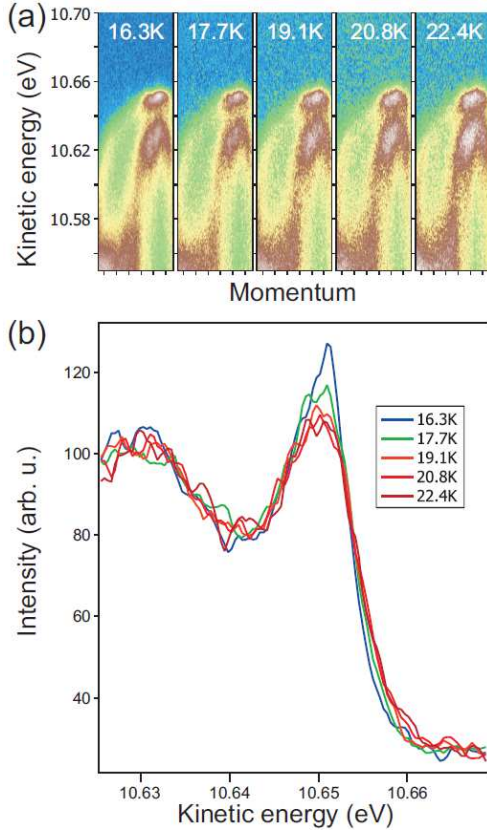 (a)
10.70
16.3K 17.7K 19.1K 20.8K 22.4K
10.66
10.62
10.58
Kinetic energy (eV)
Momentum
(b)
120
100
80
60
40
Intensity (arb. u.)
16.3K
17.7K
19.1K
20.8K
22.4K
10.63 10.64 10.65 10.66
Kinetic energy (eV)